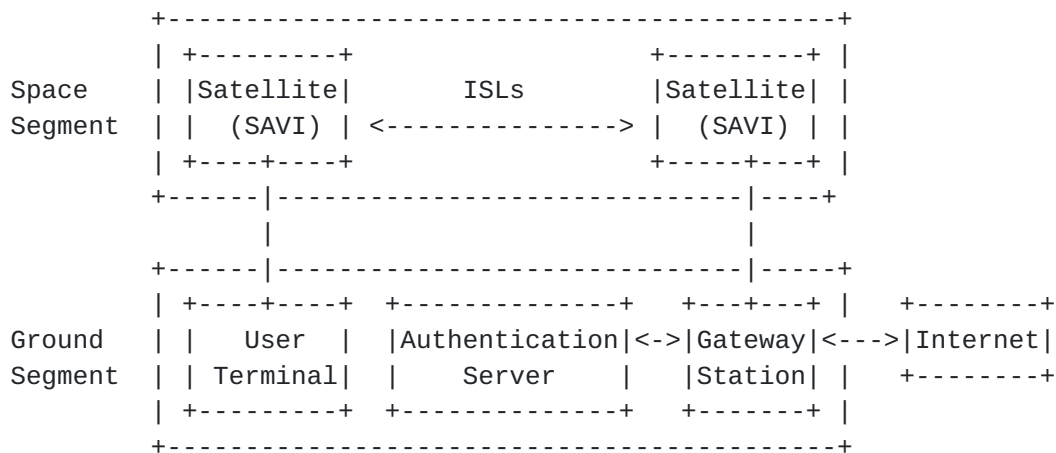 Satellite ISLs Satellite
Space
Segment (SAVI) <---------------> (SAVI)
User Authentication <-> Gateway <---> Internet
Ground
Segment Terminal Server Station